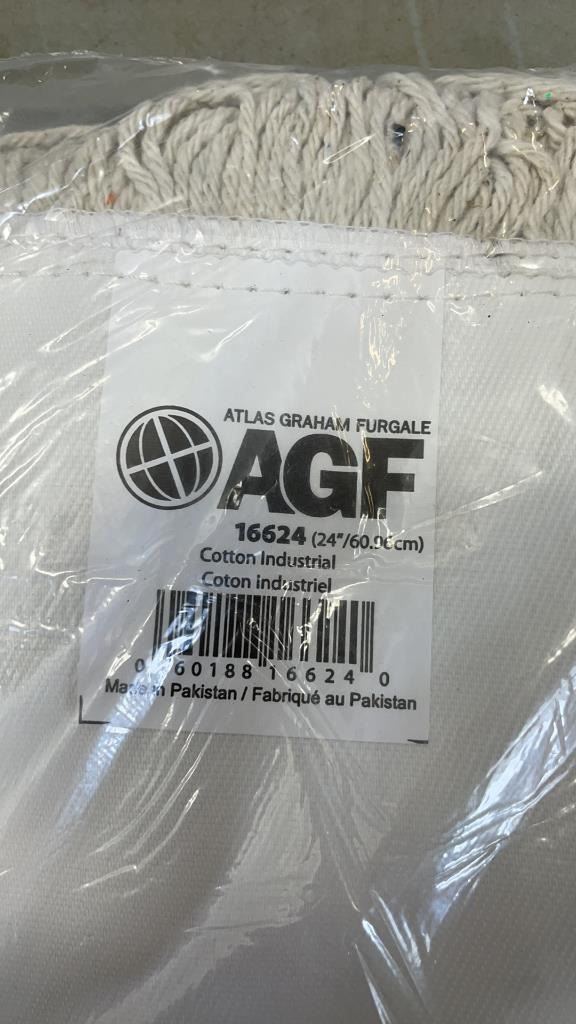 ATLAS GRAHAM FURGALE
AGF
16624 (24"/60.96cm)
Cotton Industrial
Coton industriel
0 60188 16624 0
Made in Pakistan / Fabriqué au Pakistan